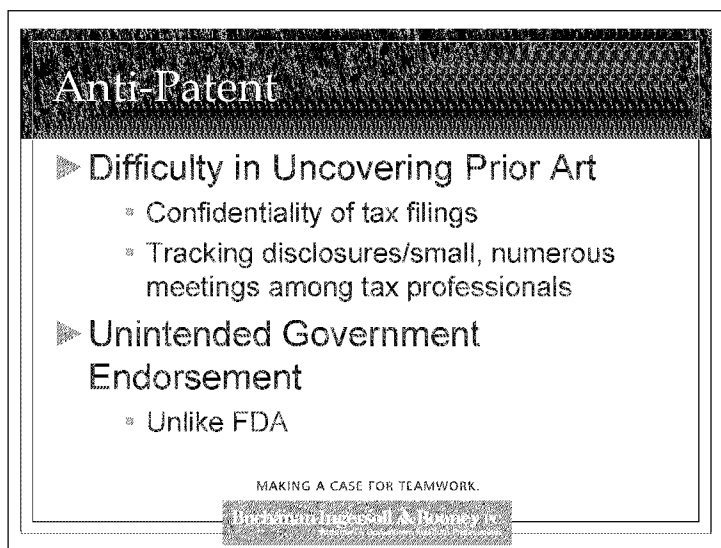 Anti-Patent
Difficulty in Uncovering Prior Art
Confidentiality of tax filings
Tracking disclosures/small, numerous
meetings among tax professionals
Unintended Government
Endorsement
Unlike FDA
MAKING A CASE FOR TEAMWORK.
Buchanan Ingersoll & Rooney PC